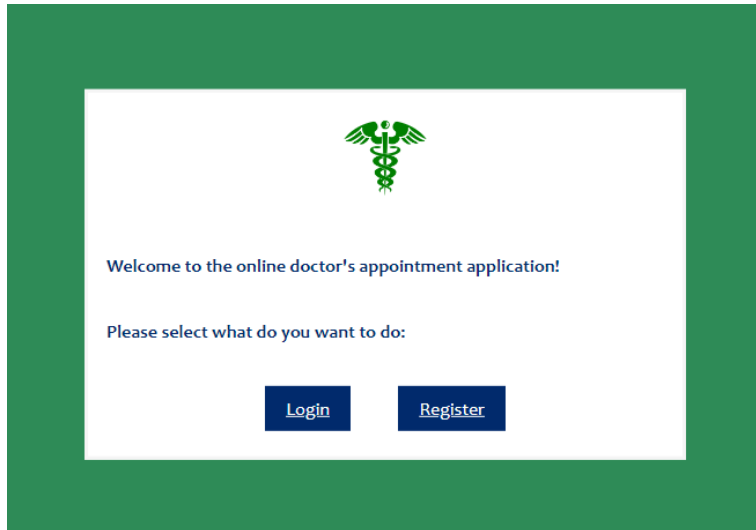 Welcome to the online doctor's appointment application!
Please select what do you want to do:
Login Register